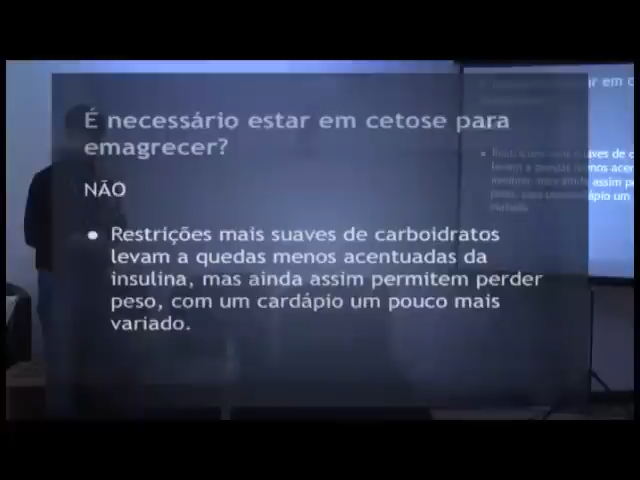 É necessário estar em cetose para
emagrecer?
NÃO
● Restrições mais suaves de carboidratos
levam a quedas menos acentuadas da
insulina, mas ainda assim permitem perder
peso, com um cardápio um pouco mais
variado.